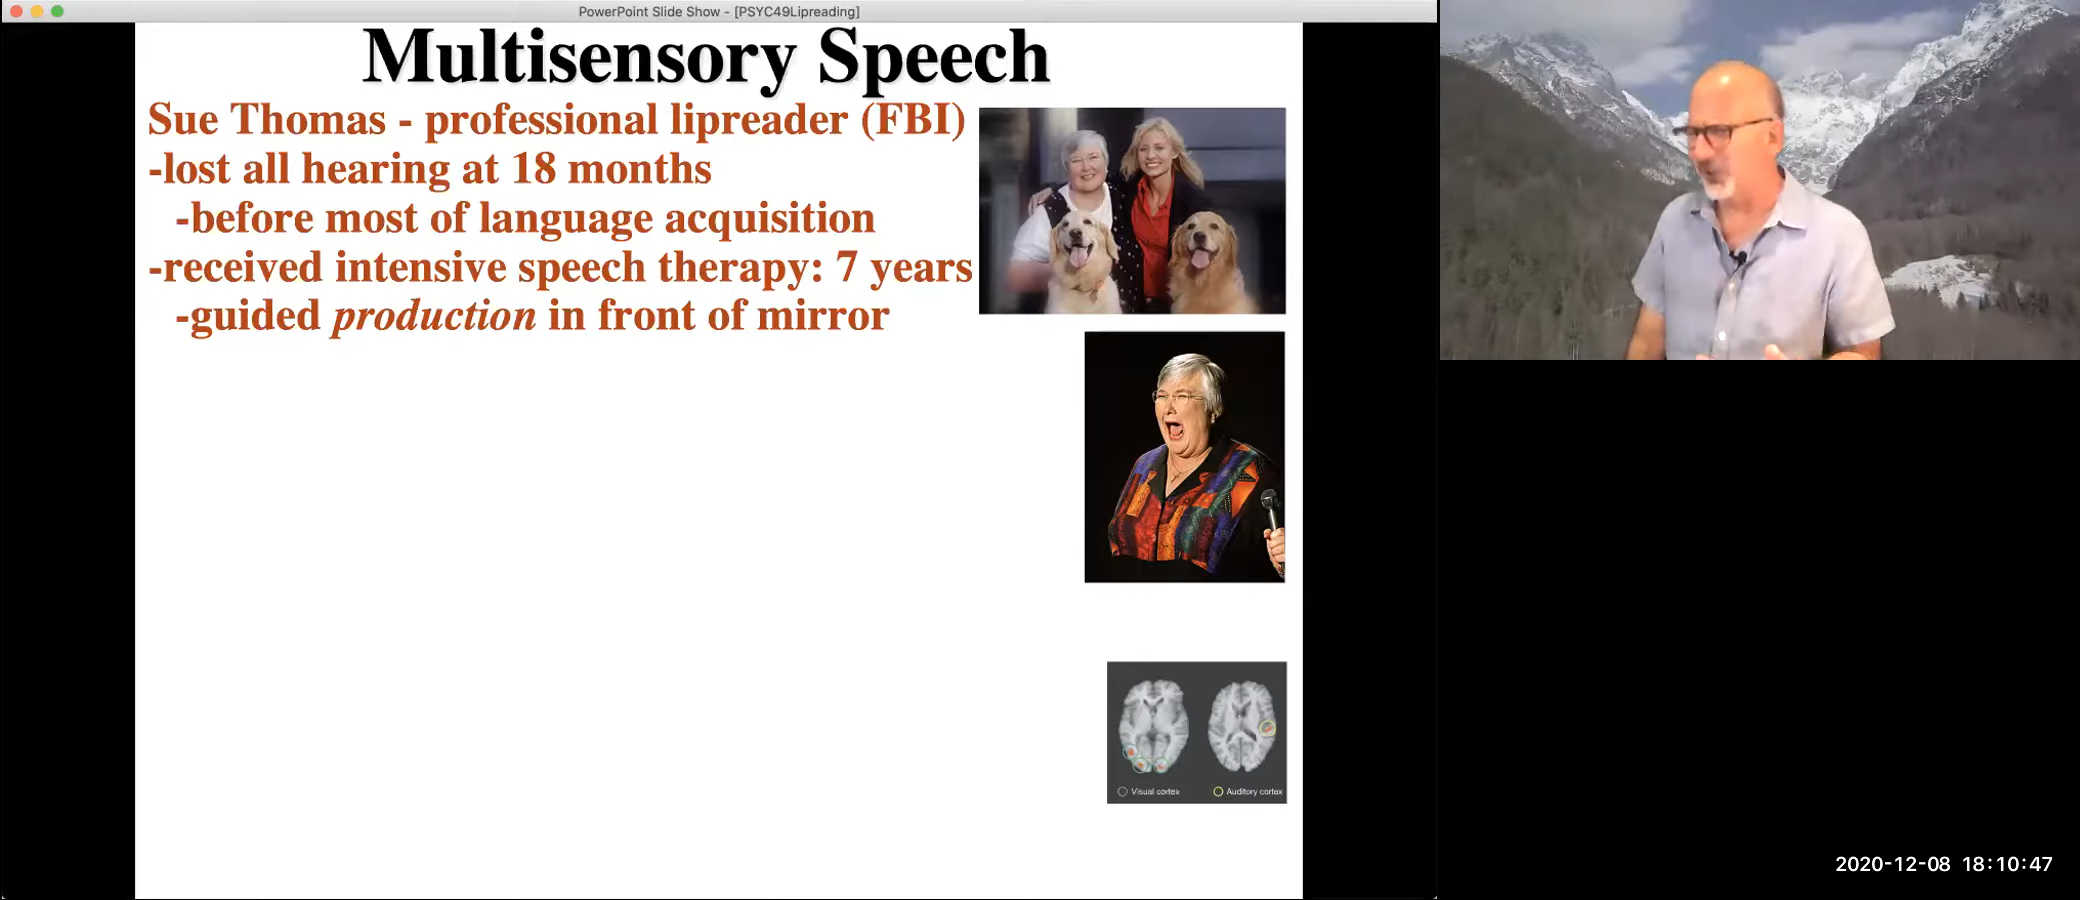 PowerPoint Slide Show - [PSYC49Lipreading]
Multisensory Speech
Sue Thomas - professional lipreader (FBI)
-lost all hearing at 18 months
-before most of language acquisition
-received intensive speech therapy: 7 years
-guided production in front of mirror
Visual cortex
Auditory cortex
2020-12-08 18:10:47